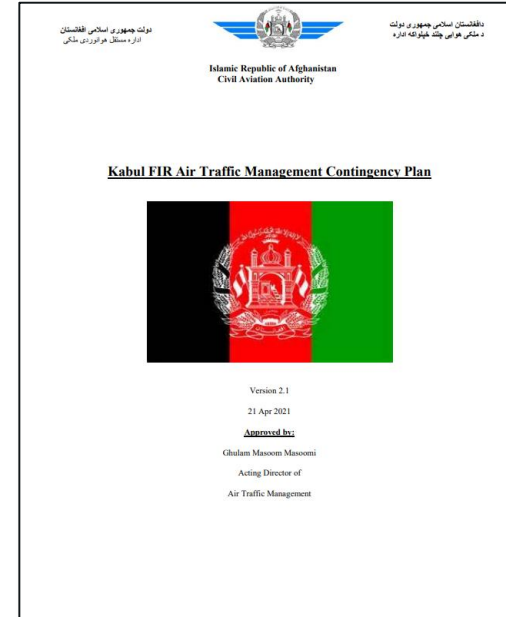 دولت جمهوری اسلامی افغانستان
اداره مستقل هوانوردی ملکی
دافغانستان اسلامی جمهوری دولت
د ملکی هوایی چلند خپلواکه اداره
Islamic Republic of Afghanistan
Civil Aviation Authority
Kabul FIR Air Traffic Management Contingency Plan
Version 2.1
21 Apr 2021
Approved by:
Ghulam Masoom Masoomi
Acting Director of
Air Traffic Management